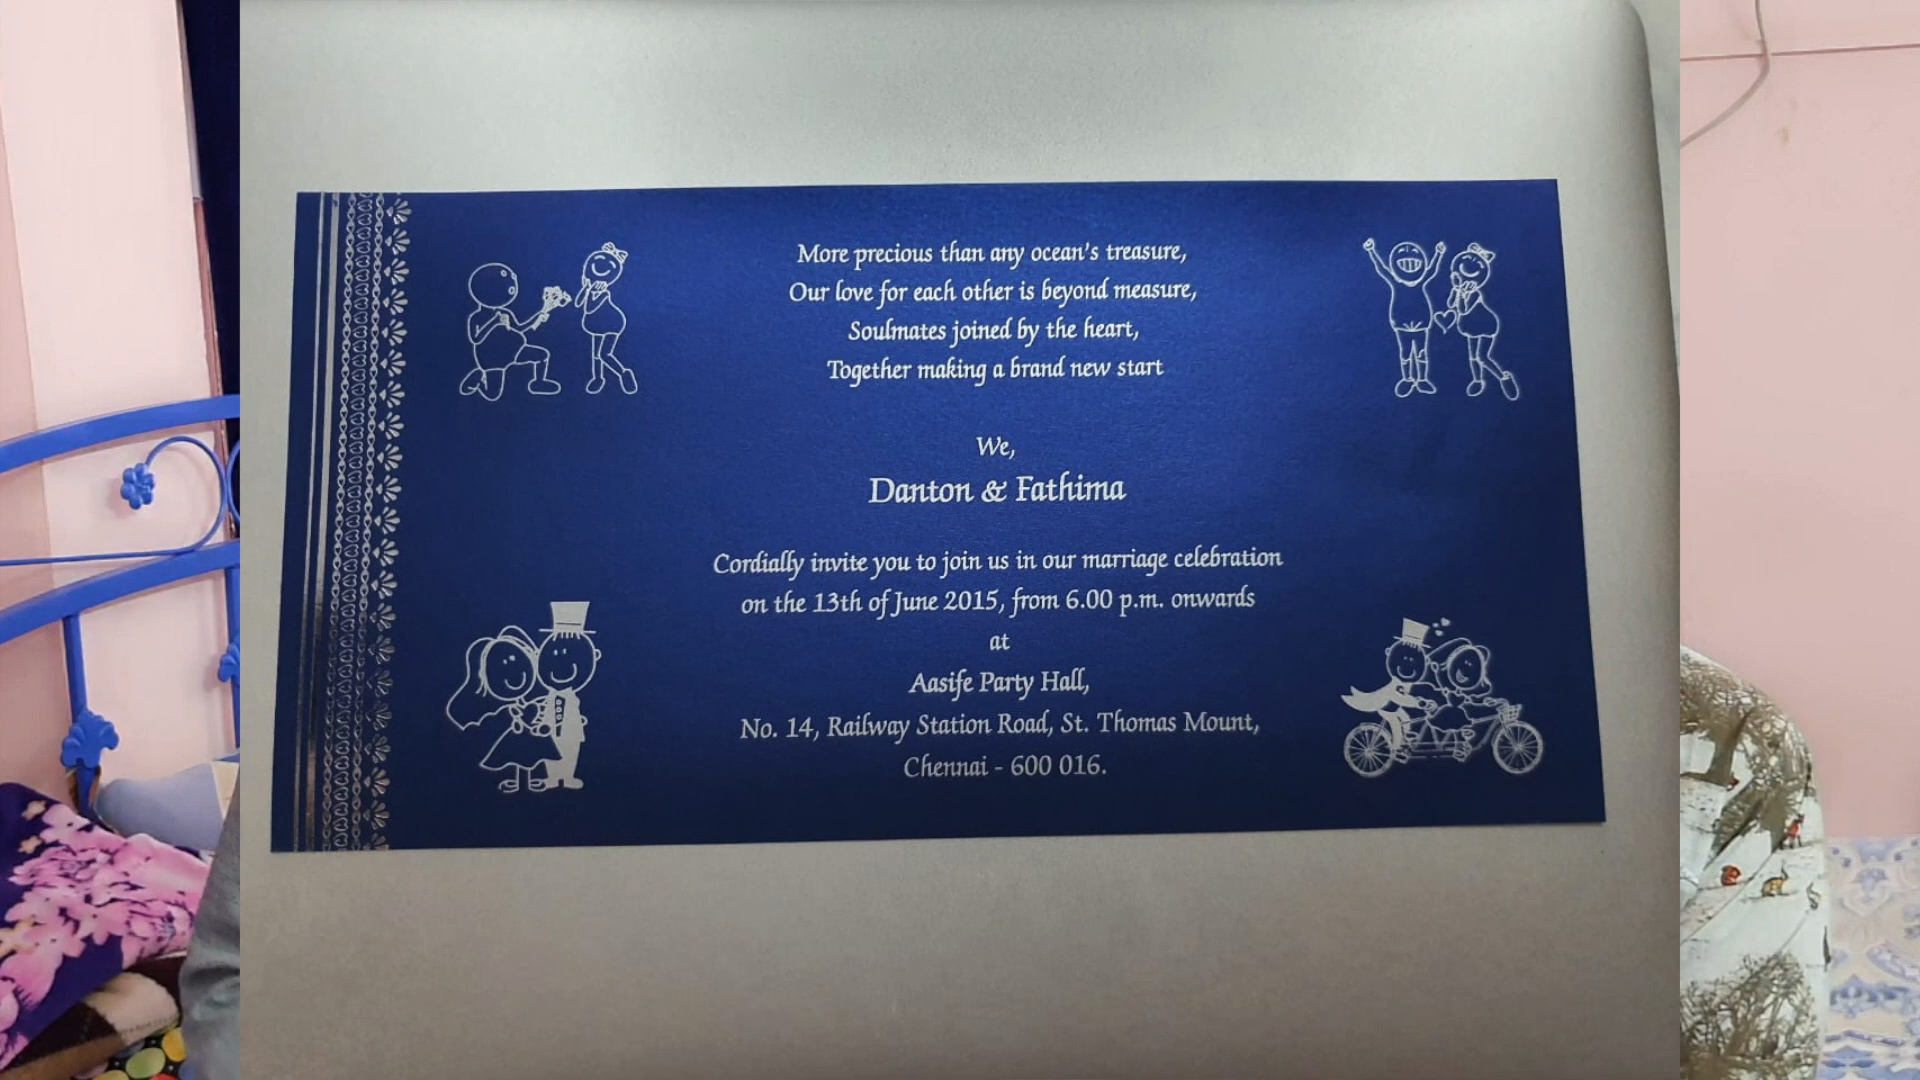 More precious than any ocean's treasure,
Our love for each other is beyond measure,
Soulmates joined by the heart,
Together making a brand new start
We,
Danton & Fathima
Cordially invite you to join us in our marriage celebration
on the 13th of June 2015, from 6.00 p.m. onwards
at
Aasife Party Hall,
No. 14, Railway Station Road, St. Thomas Mount,
Chennai - 600 016.